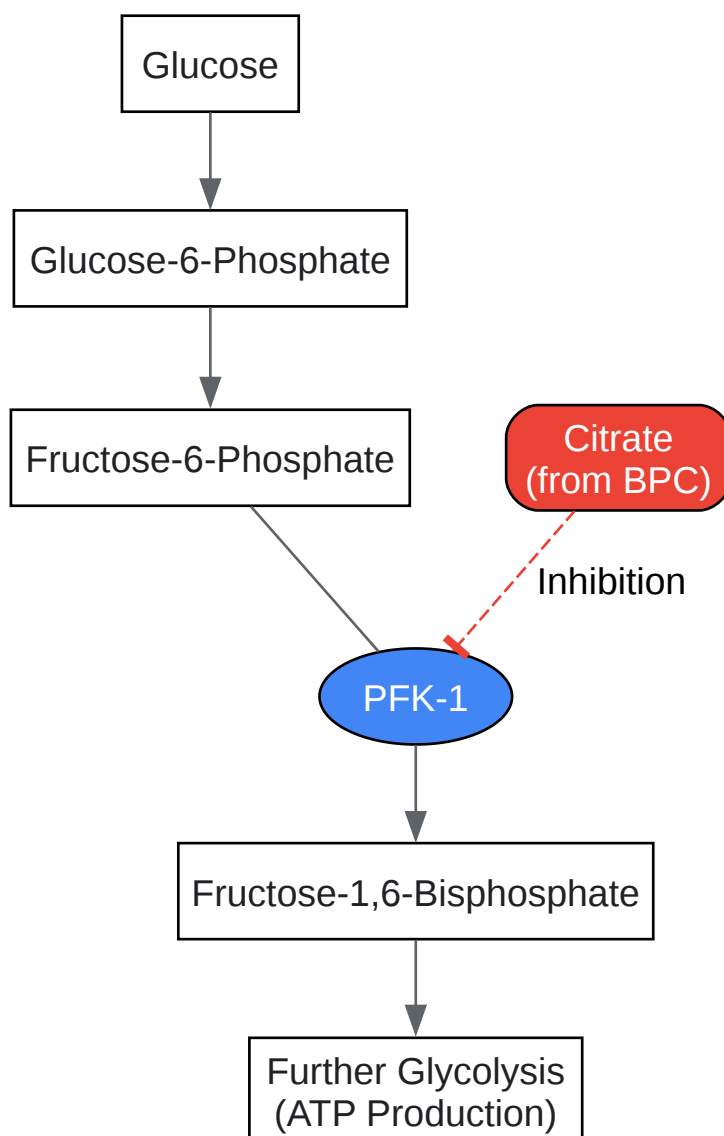 Glucose
Glucose-6-Phosphate
Fructose-6-Phosphate
Citrate
(from BPC)
Inhibition
PFK-1
Fructose-1,6-Bisphosphate
Further Glycolysis
(ATP Production)